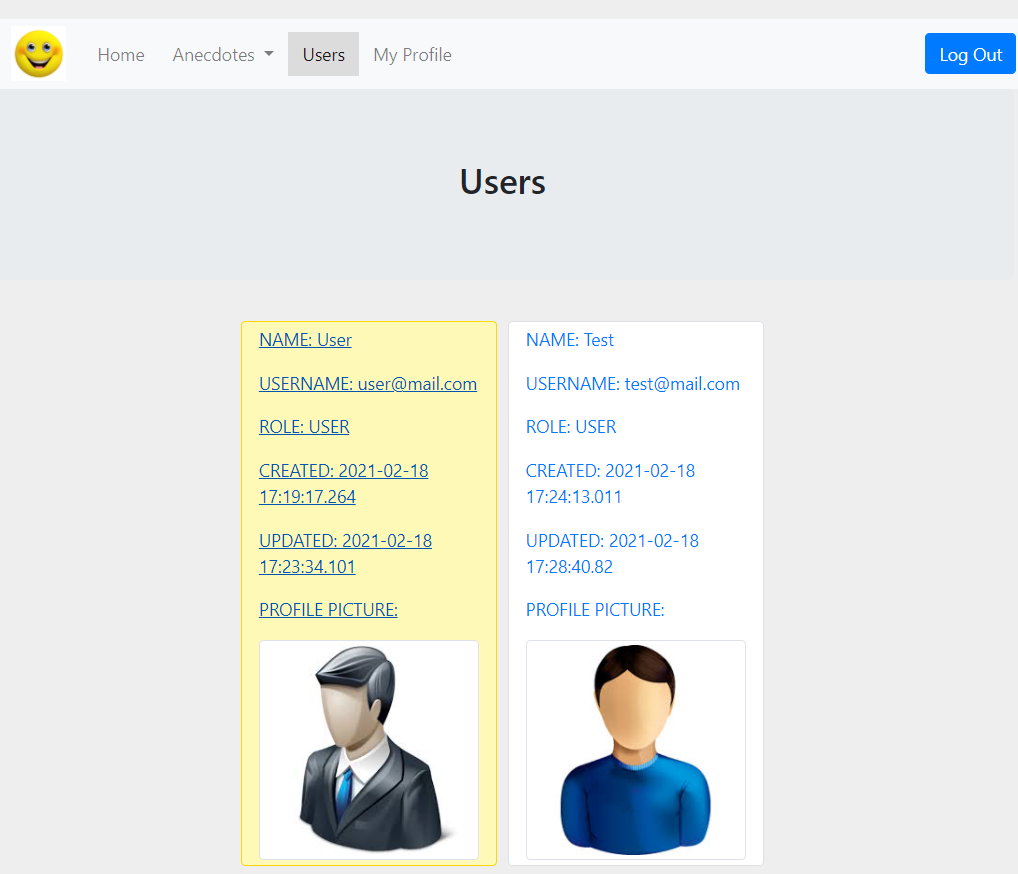 Home Anecdotes Users My Profile Log Out
Users
NAME: User
USERNAME: user@mail.com
ROLE: USER
CREATED: 2021-02-18
17:19:17.264
UPDATED: 2021-02-18
17:23:34.101
PROFILE PICTURE:
NAME: Test
USERNAME: test@mail.com
ROLE: USER
CREATED: 2021-02-18
17:24:13.011
UPDATED: 2021-02-18
17:28:40.82
PROFILE PICTURE: